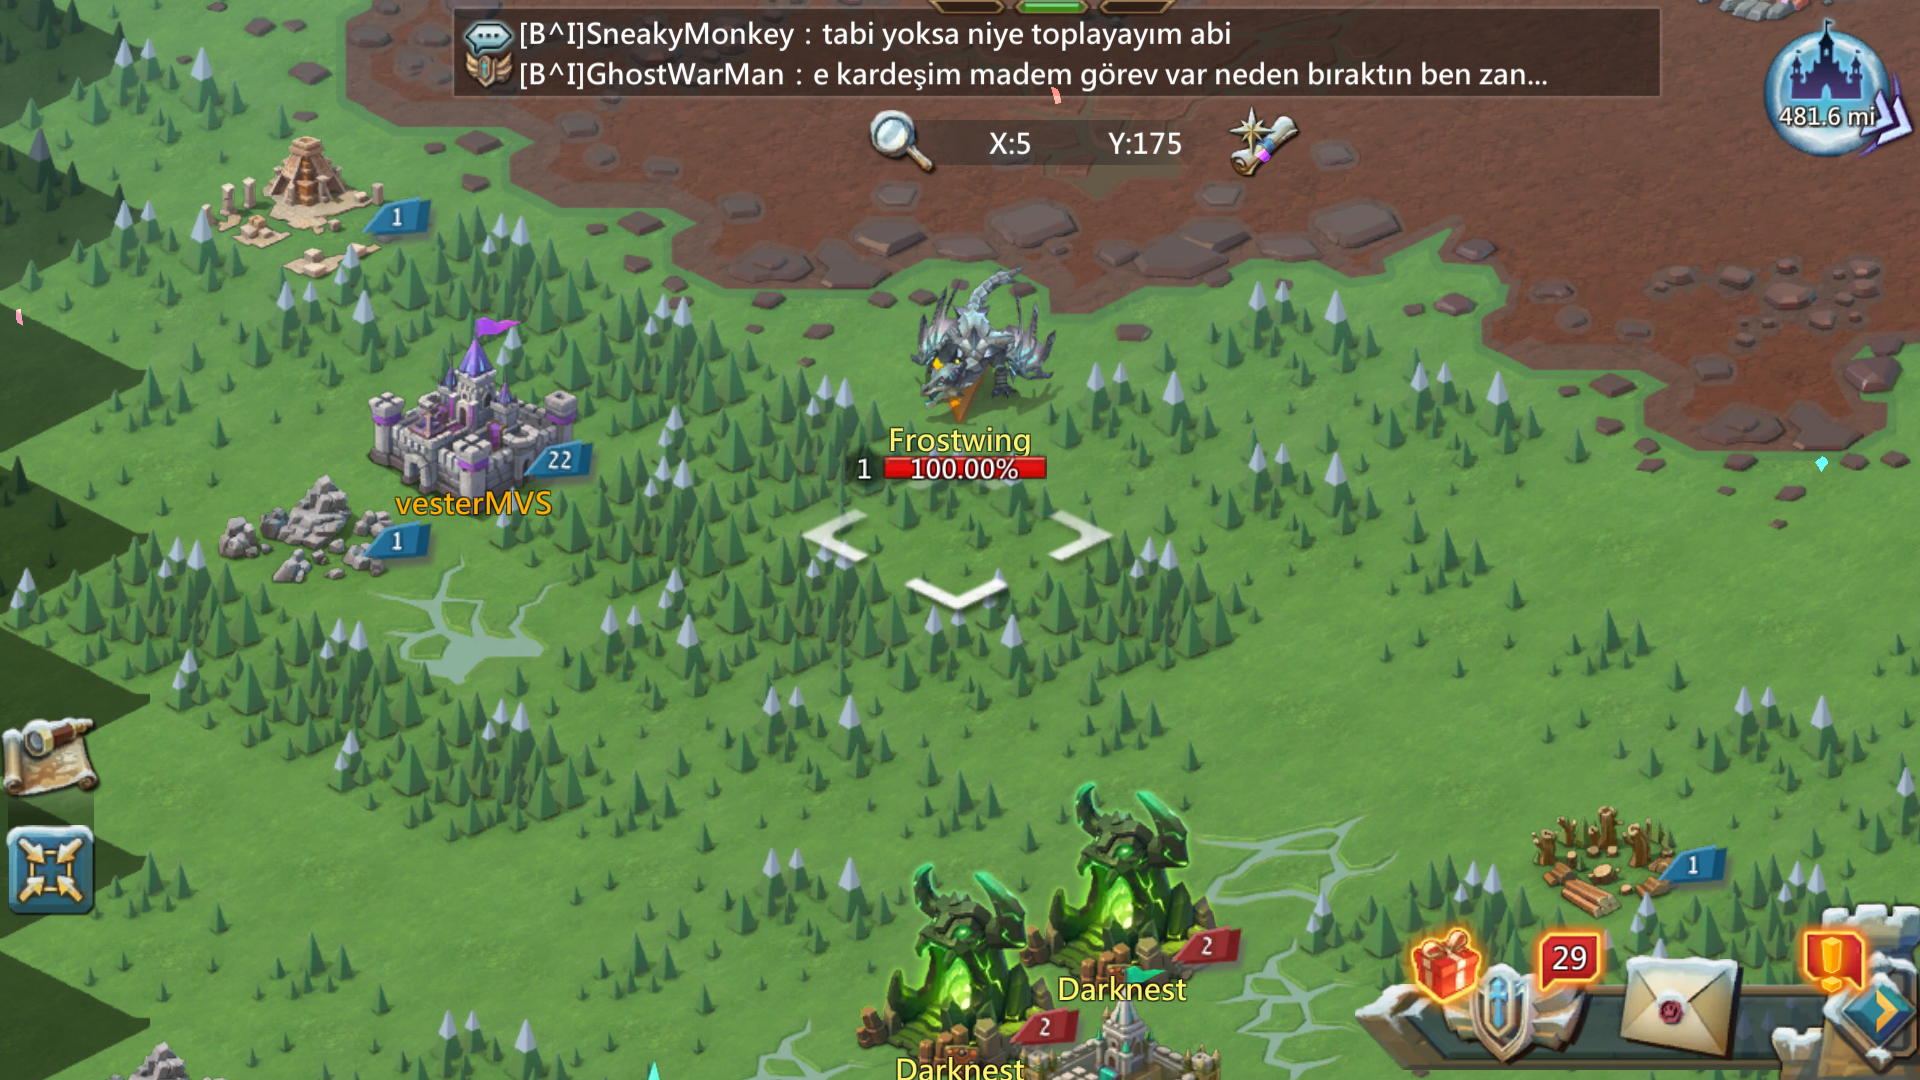 [B^I]SneakyMonkey : tabi yoksa niye toplayayım abi
[B^I]GhostWarMan : e kardeşim madem görev var neden bıraktın ben zan...
481.6 mi
X:5 Y:175
1
Frostwing
1 100.00%
22
vesterMVS
1
1
2
Darknest
29
2
Darknest